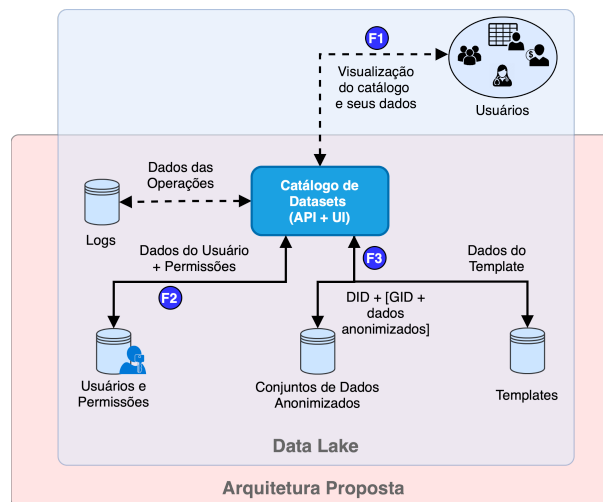 F1
Visualização
do catálogo
e seus dados
$
Usuários
Dados das
Operações
Catálogo de
Datasets
(API + UI)
Logs
Dados do Usuário
+ Permissões
F3
Dados do
Template
F2
DID + [GID +
dados
anonimizados]
Usuários e
Permissões
Conjuntos de Dados
Anonimizados
Templates
Data Lake
Arquitetura Proposta